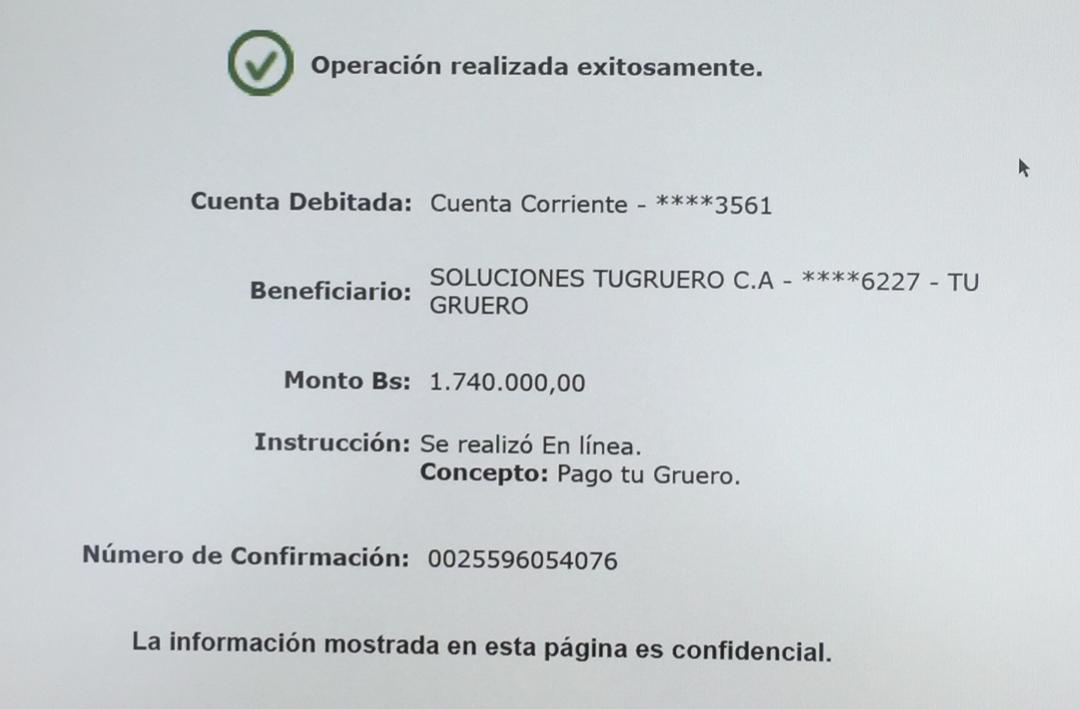 Operación realizada exitosamente.
Cuenta Debitada: Cuenta Corriente - ****3561
Beneficiario: SOLUCIONES TUGRUERO C.A - ****6227 - TU
GRUERO
Monto Bs: 1.740.000,00
Instrucción: Se realizó En línea.
Concepto: Pago tu Gruero.
Número de Confirmación: 0025596054076
La información mostrada en esta página es confidencial.